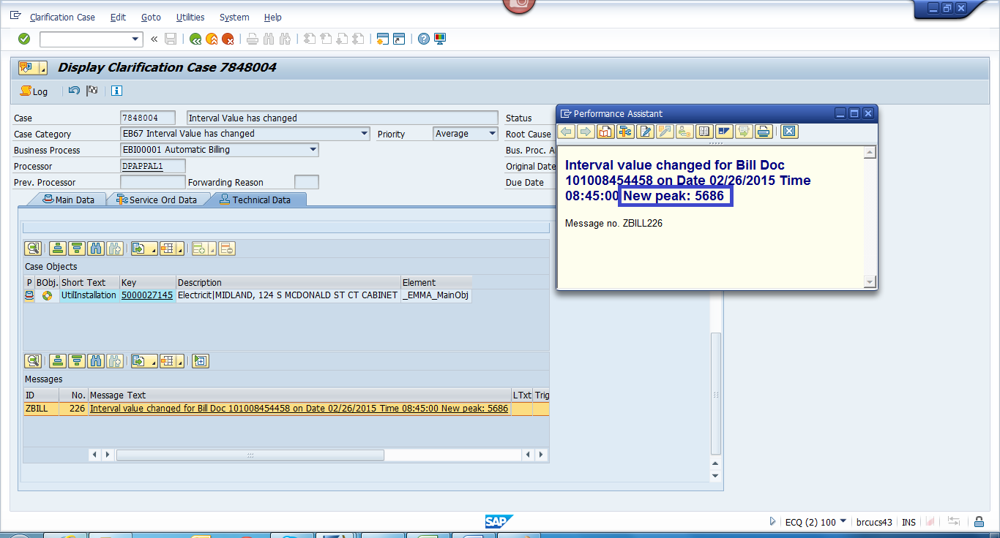 Clarification Case Edit Goto Utilities System Help
Display Clarification Case 7848004
Log
Case 7848004 Interval Value has changed Status
Case Category EB67 Interval Value has changed Priority Average Root Cause
Business Process EBI00001 Automatic Billing Bus. Proc. A
Processor DPAPPAL1 Original Date
Prev. Processor Forwarding Reason Due Date
Main Data Service Ord Data Technical Data
Performance Assistant
Interval value changed for Bill Doc
101008454458 on Date 02/26/2015 Time
08:45:00 New peak: 5686
Message no. ZBILL226
Case Objects
P BObj. Short Text Key Description Element
UtilInstallation 5000027145 Electricit|MIDLAND, 124 S MCDONALD ST CT CABINET _EMMA_MainObj
Messages
ID No. Message Text LTxt Trig
ZBILL 226 Interval value changed for Bill Doc 101008454458 on Date 02/26/2015 Time 08:45:00 New peak: 5686
SAP ECQ (2) 100 brcucs43 INS